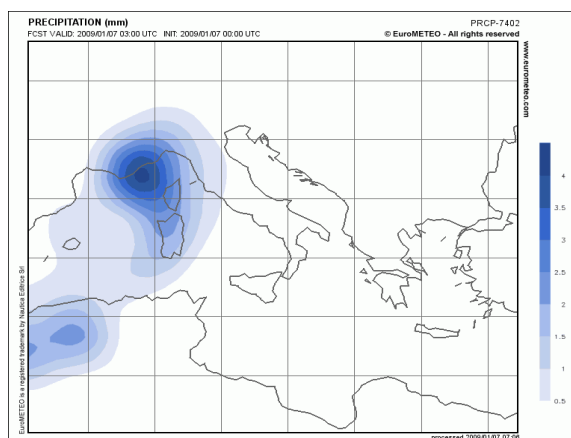 PRECIPITATION (mm)
PRCP-7402
FCST VALID: 2009/01/07 03:00 UTC INIT: 2009/01/07 00:00 UTC
© EuroMETEO - All rights reserved
www.eurometeo.com
4
3.5
3
2.5
2
1.5
1
0.5
EuroMETEO is a registered trademark by Nautica Editrice Srl
processed 2009/01/07 07:06